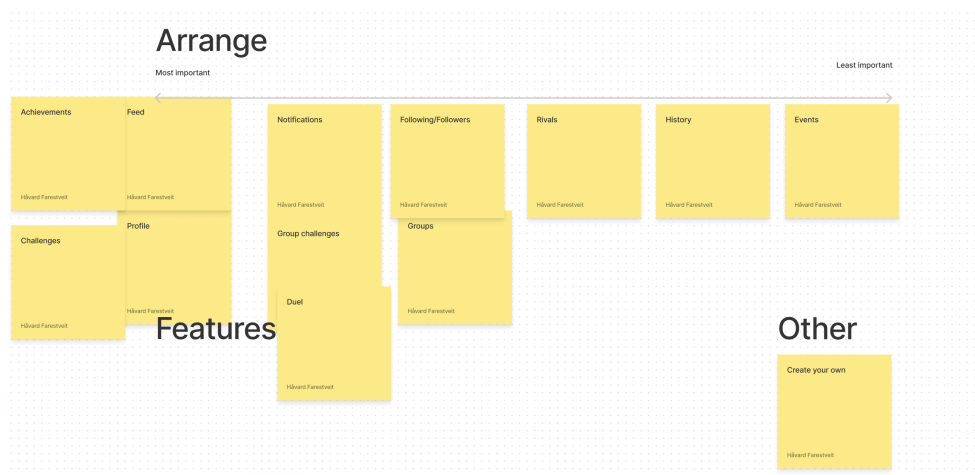 Arrange
Most important
Least important
Achievements
Håvard Farestveit
Feed
Håvard Farestveit
Notifications
Håvard Farestveit
Following/Followers
Håvard Farestveit
Rivals
Håvard Farestveit
History
Håvard Farestveit
Events
Håvard Farestveit
Challenges
Håvard Farestveit
Profile
Håvard Farestveit
Group challenges
Groups
Håvard Farestveit
Duel
Håvard Farestveit
Features
Other
Create your own
Håvard Farestveit